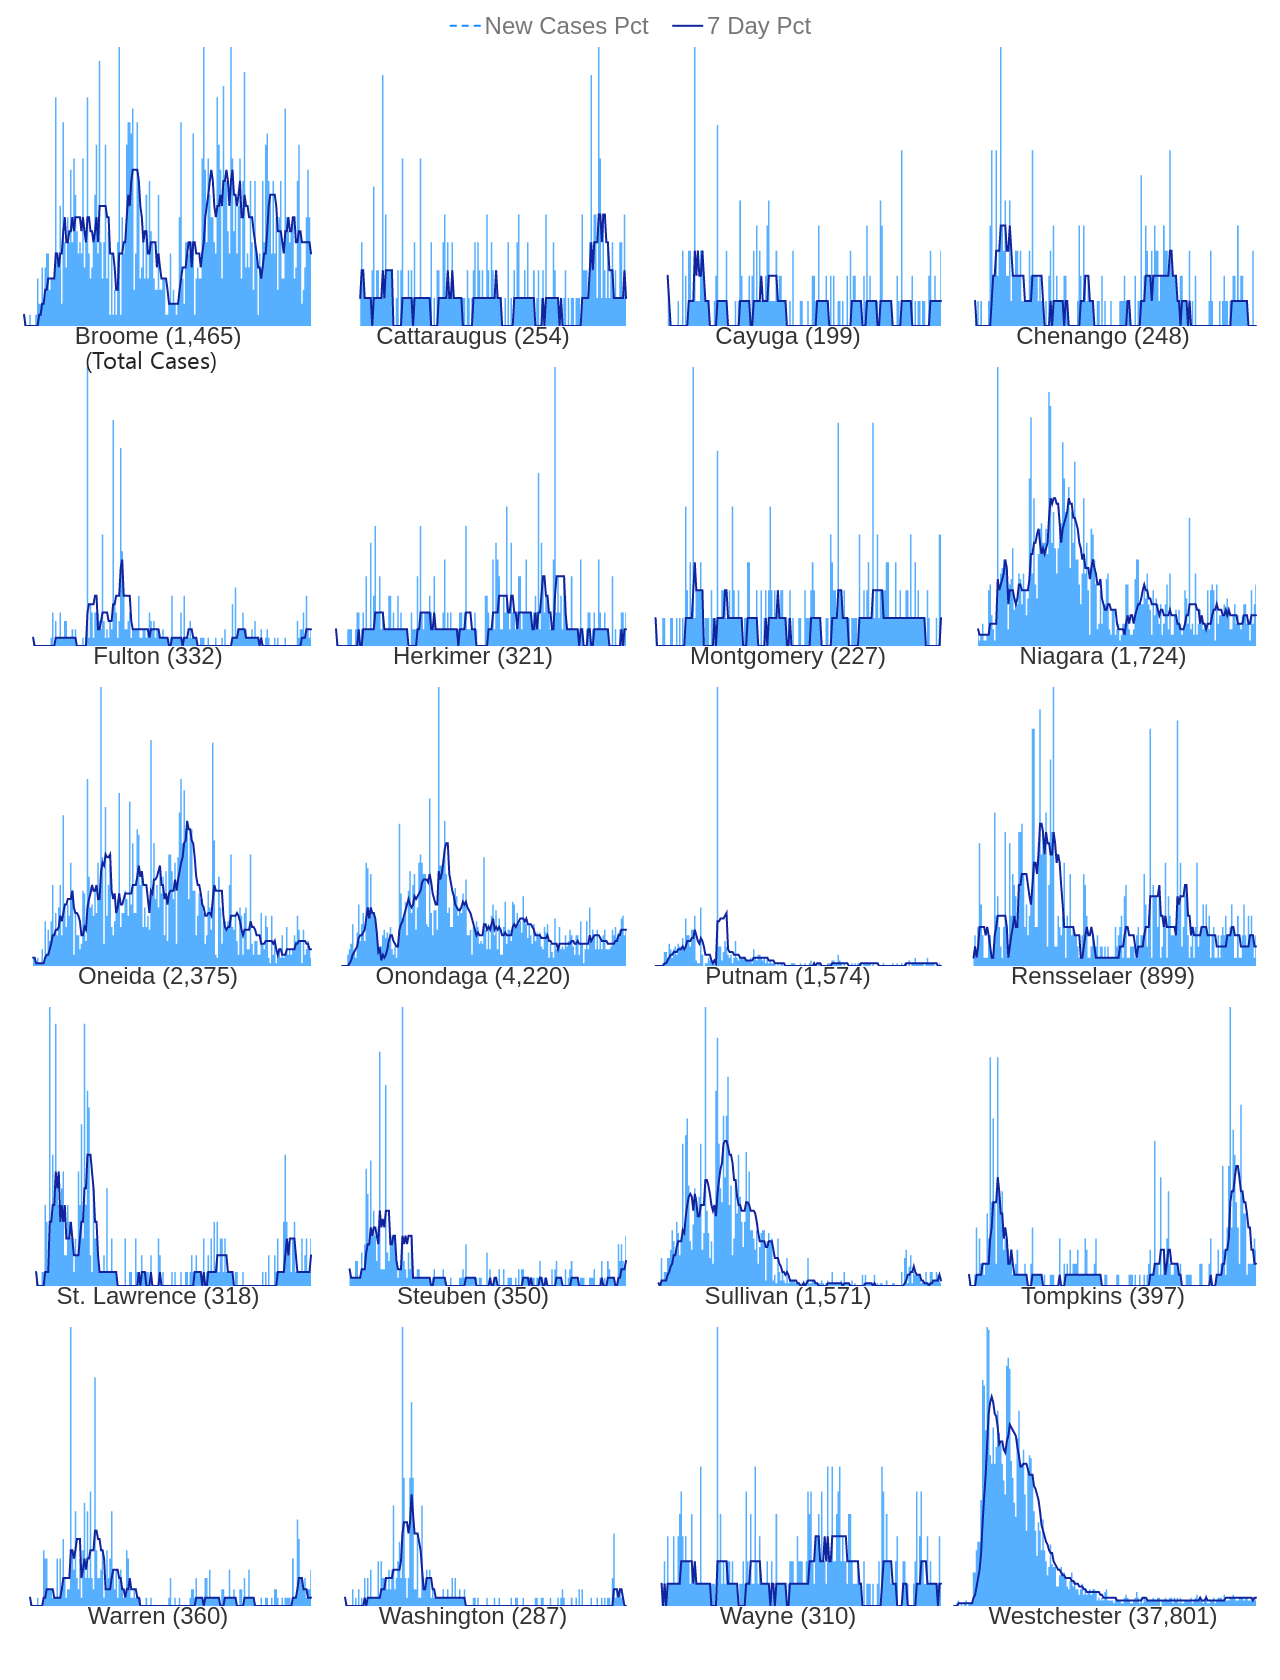 New Cases Pct 7 Day Pct
Broome (1,465) Cattaraugus (254) Cayuga (199) Chenango (248)
(Total Cases)
Fulton (332) Herkimer (321) Montgomery (227) Niagara (1,724)
Oneida (2,375) Onondaga (4,220) Putnam (1,574) Rensselaer (899)
St. Lawrence (318) Steuben (350) Sullivan (1,571) Tompkins (397)
Warren (360) Washington (287) Wayne (310) Westchester (37,801)